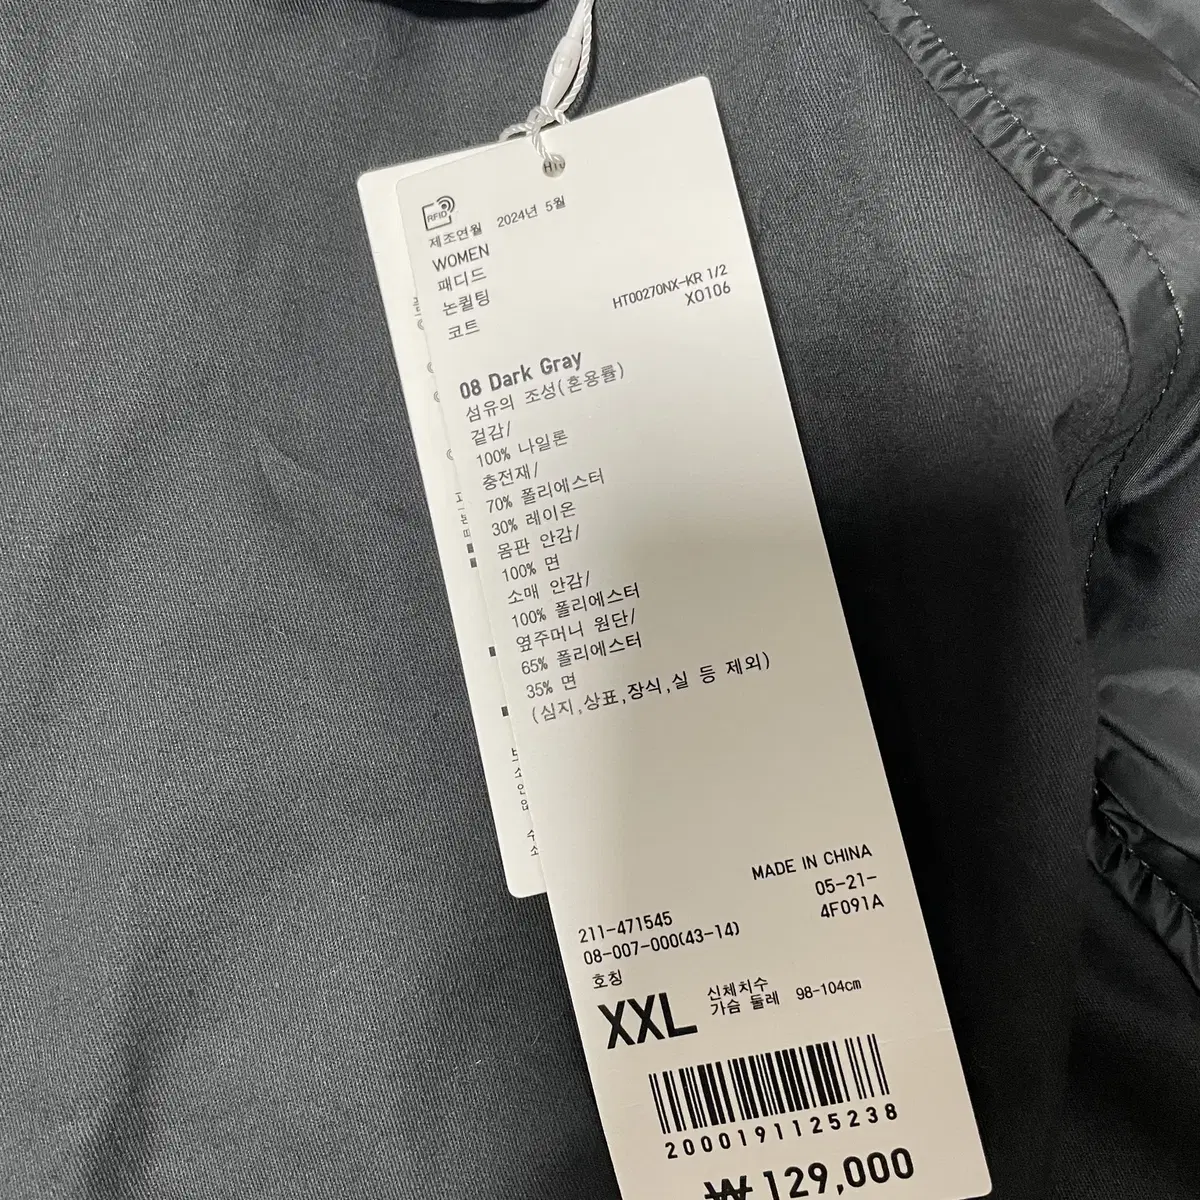 RFID
제조연월 2024년 5월
WOMEN
패디드
논퀼팅
코트
HT00270NX-KR 1/2
X0106
08 Dark Gray
섬유의 조성(혼용률)
겉감/
100% 나일론
충전재/
70% 폴리에스터
30% 레이온
몸판 안감/
100% 면
소매 안감/
100% 폴리에스터
옆주머니 원단/
65% 폴리에스터
35% 면
(심지,상표,장식,실 등 제외)
MADE IN CHINA
05-21-
4F091A
211-471545
08-007-000(43-14)
호칭
XXL
신체치수
가슴 둘레 98-104cm
2000191125238
₩129,000